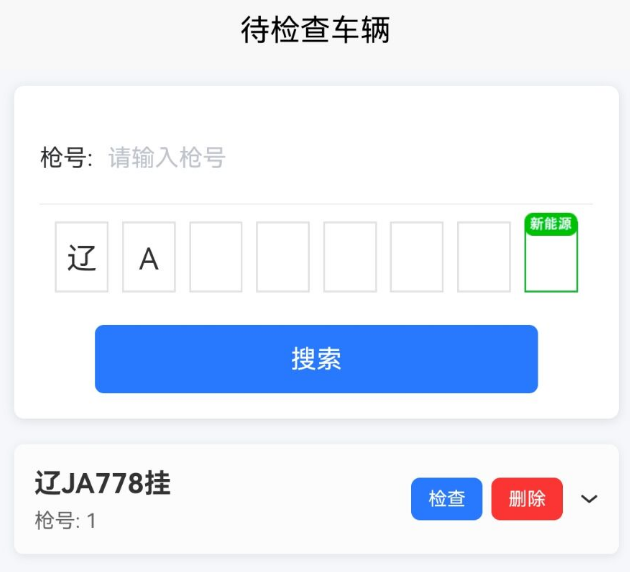 待检查车辆
枪号: 请输入枪号
新能源
辽 A
搜索
辽JA778挂
检查 删除
枪号: 1